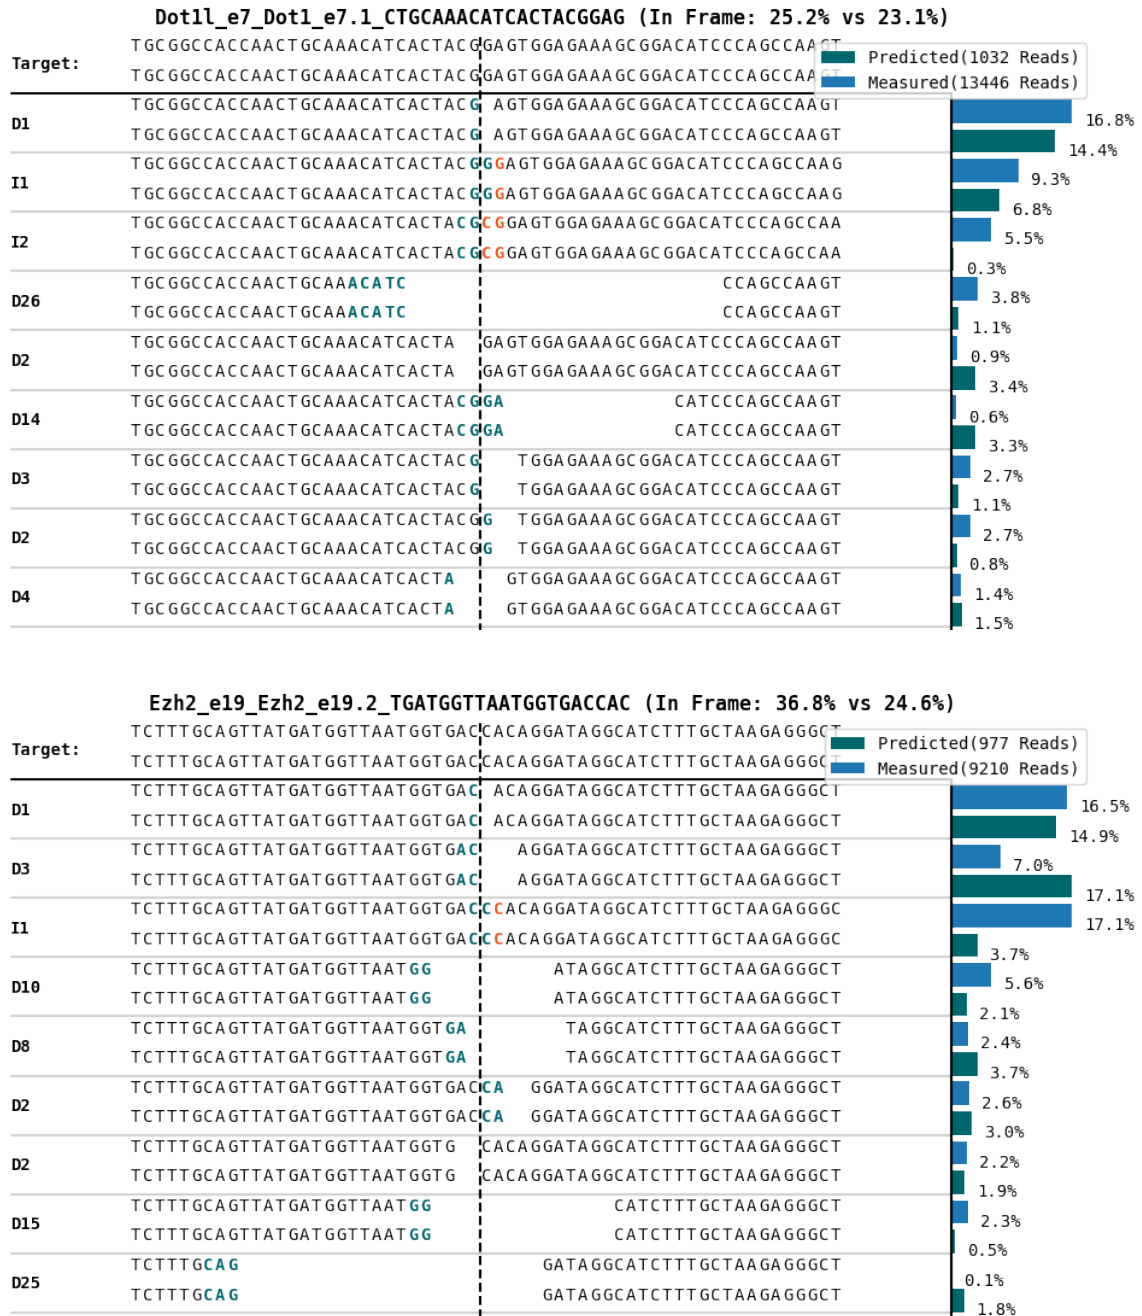 Dot1l_e7_Dot1_e7.1_CTGCAAACATCACTACGGAG (In Frame: 25.2% vs 23.1%)
Target:
TGCGGCCACCAACTGCAAACATCACTACGGAGTGGAGAAAGCGGACATCCCAGCCAAGT
TGCGGCCACCAACTGCAAACATCACTACGGAGTGGAGAAAGCGGACATCCCAGCCAAGT
Predicted(1032 Reads)
Measured(13446 Reads)
D1
TGCGGCCACCAACTGCAAACATCACTACG AGTGGAGAAAGCGGACATCCCAGCCAAGT 16.8%
TGCGGCCACCAACTGCAAACATCACTACG AGTGGAGAAAGCGGACATCCCAGCCAAGT 14.4%
I1
TGCGGCCACCAACTGCAAACATCACTACGGGAGTGGAGAAAGCGGACATCCCAGCCAAG 9.3%
TGCGGCCACCAACTGCAAACATCACTACGGGAGTGGAGAAAGCGGACATCCCAGCCAAG 6.8%
I2
TGCGGCCACCAACTGCAAACATCACTACGCGGAGTGGAGAAAGCGGACATCCCAGCCAA 5.5%
TGCGGCCACCAACTGCAAACATCACTACGCGGAGTGGAGAAAGCGGACATCCCAGCCAA 0.3%
D26
TGCGGCCACCAACTGCAAACATC CCAGCCAAGT 3.8%
TGCGGCCACCAACTGCAAACATC CCAGCCAAGT 1.1%
D2
TGCGGCCACCAACTGCAAACATCACTA GAGTGGAGAAAGCGGACATCCCAGCCAAGT 0.9%
TGCGGCCACCAACTGCAAACATCACTA GAGTGGAGAAAGCGGACATCCCAGCCAAGT 3.4%
D14
TGCGGCCACCAACTGCAAACATCACTACGGA CATCCCAGCCAAGT 0.6%
TGCGGCCACCAACTGCAAACATCACTACGGA CATCCCAGCCAAGT 3.3%
D3
TGCGGCCACCAACTGCAAACATCACTACG TGGAGAAAGCGGACATCCCAGCCAAGT 2.7%
TGCGGCCACCAACTGCAAACATCACTACG TGGAGAAAGCGGACATCCCAGCCAAGT 1.1%
D2
TGCGGCCACCAACTGCAAACATCACTACGG TGGAGAAAGCGGACATCCCAGCCAAGT 2.7%
TGCGGCCACCAACTGCAAACATCACTACGG TGGAGAAAGCGGACATCCCAGCCAAGT 0.8%
D4
TGCGGCCACCAACTGCAAACATCACTA GTGGAGAAAGCGGACATCCCAGCCAAGT 1.4%
TGCGGCCACCAACTGCAAACATCACTA GTGGAGAAAGCGGACATCCCAGCCAAGT 1.5%
Ezh2_e19_Ezh2_e19.2_TGATGGTTAATGGTGACCAC (In Frame: 36.8% vs 24.6%)
Target:
TCTTTGCAGTTATGATGGTTAATGGTGACCACAGGATAGGCATCTTTGCTAAGAGGGCT
TCTTTGCAGTTATGATGGTTAATGGTGACCACAGGATAGGCATCTTTGCTAAGAGGGCT
Predicted(977 Reads)
Measured(9210 Reads)
D1
TCTTTGCAGTTATGATGGTTAATGGTGAC ACAGGATAGGCATCTTTGCTAAGAGGGCT 16.5%
TCTTTGCAGTTATGATGGTTAATGGTGAC ACAGGATAGGCATCTTTGCTAAGAGGGCT 14.9%
D3
TCTTTGCAGTTATGATGGTTAATGGTGAC AGGATAGGCATCTTTGCTAAGAGGGCT 7.0%
TCTTTGCAGTTATGATGGTTAATGGTGAC AGGATAGGCATCTTTGCTAAGAGGGCT 17.1%
I1
TCTTTGCAGTTATGATGGTTAATGGTGACCCACAGGATAGGCATCTTTGCTAAGAGGGC 17.1%
TCTTTGCAGTTATGATGGTTAATGGTGACCCACAGGATAGGCATCTTTGCTAAGAGGGC 3.7%
D10
TCTTTGCAGTTATGATGGTTAATGG ATAGGCATCTTTGCTAAGAGGGCT 5.6%
TCTTTGCAGTTATGATGGTTAATGG ATAGGCATCTTTGCTAAGAGGGCT 2.1%
D8
TCTTTGCAGTTATGATGGTTAATGGTGA TAGGCATCTTTGCTAAGAGGGCT 2.4%
TCTTTGCAGTTATGATGGTTAATGGTGA TAGGCATCTTTGCTAAGAGGGCT 3.7%
D2
TCTTTGCAGTTATGATGGTTAATGGTGACCA GGATAGGCATCTTTGCTAAGAGGGCT 2.6%
TCTTTGCAGTTATGATGGTTAATGGTGACCA GGATAGGCATCTTTGCTAAGAGGGCT 3.0%
D2
TCTTTGCAGTTATGATGGTTAATGGTG CACAGGATAGGCATCTTTGCTAAGAGGGCT 2.2%
TCTTTGCAGTTATGATGGTTAATGGTG CACAGGATAGGCATCTTTGCTAAGAGGGCT 1.9%
D15
TCTTTGCAGTTATGATGGTTAATGG CATCTTTGCTAAGAGGGCT 2.3%
TCTTTGCAGTTATGATGGTTAATGG CATCTTTGCTAAGAGGGCT 0.5%
D25
TCTTTGCAG GATAGGCATCTTTGCTAAGAGGGCT 0.1%
TCTTTGCAG GATAGGCATCTTTGCTAAGAGGGCT 1.8%